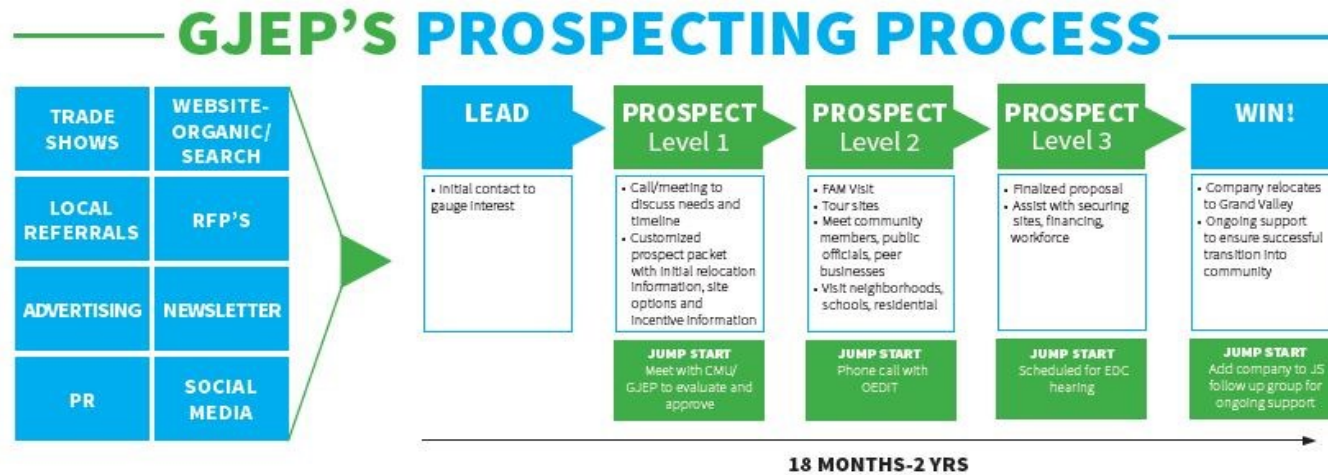 GJEP'S PROSPECTING PROCESS
TRADE
SHOWS
WEBSITE-
ORGANIC/
SEARCH
LOCAL
REFERRALS
RFP'S
ADVERTISING
NEWSLETTER
PR
SOCIAL
MEDIA
LEAD
• Initial contact to
gauge interest
PROSPECT
Level 1
• Call/meeting to
discuss needs and
timeline
• Customized
prospect packet
with initial relocation
information, site
options and
incentive information
JUMP START
Meet with CMU/
GJEP to evaluate and
approve
PROSPECT
Level 2
• FAM Visit
• Tour sites
• Meet community
members, public
officials, peer
businesses
• Visit neighborhoods,
schools, residential
JUMP START
Phone call with
OEDIT
PROSPECT
Level 3
• Finalized proposal
• Assist with securing
sites, financing,
workforce
JUMP START
Scheduled for EDC
hearing
WIN!
• Company relocates
to Grand Valley
• Ongoing support
to ensure successful
transition into
community
JUMP START
Add company to JS
follow up group for
ongoing support
18 MONTHS-2 YRS